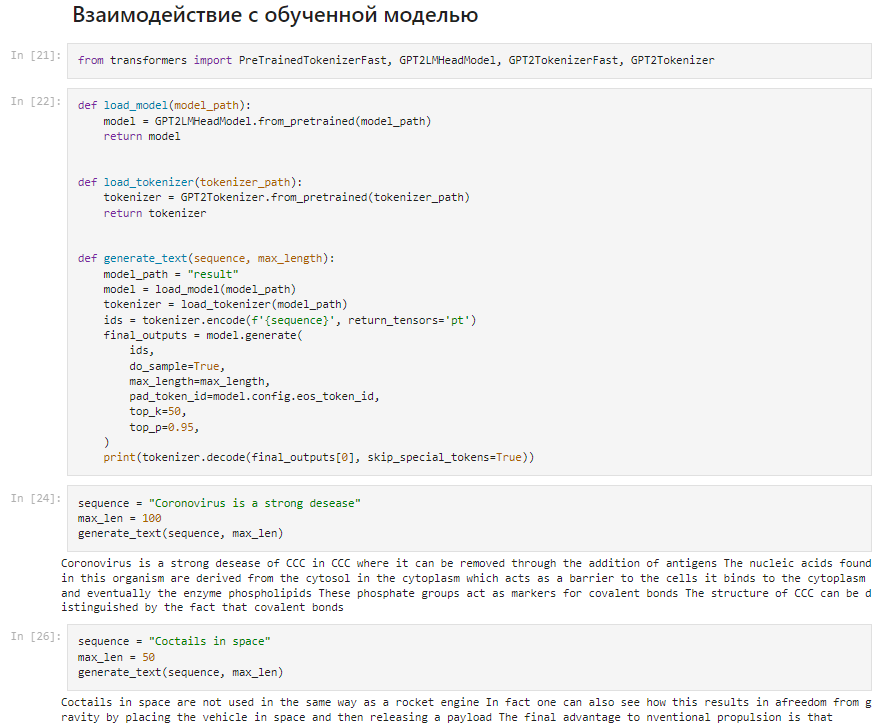 Взаимодействие с обученной моделью
In [21]: from transformers import PreTrainedTokenizerFast, GPT2LMHeadModel, GPT2TokenizerFast, GPT2Tokenizer
In [22]: def load_model(model_path):
    model = GPT2LMHeadModel.from_pretrained(model_path)
    return model
def load_tokenizer(tokenizer_path):
    tokenizer = GPT2Tokenizer.from_pretrained(tokenizer_path)
    return tokenizer
def generate_text(sequence, max_length):
    model_path = "result"
    model = load_model(model_path)
    tokenizer = load_tokenizer(model_path)
    ids = tokenizer.encode(f'{sequence}', return_tensors='pt')
    final_outputs = model.generate(
        ids,
        do_sample=True,
        max_length=max_length,
        pad_token_id=model.config.eos_token_id,
        top_k=50,
        top_p=0.95,
    )
    print(tokenizer.decode(final_outputs[0], skip_special_tokens=True))
In [24]: sequence = "Coronovirus is a strong desease"
max_len = 100
generate_text(sequence, max_len)
Coronovirus is a strong desease of CCC in CCC where it can be removed through the addition of antigens The nucleic acids found
in this organism are derived from the cytosol in the cytoplasm which acts as a barrier to the cells it binds to the cytoplasm
and eventually the enzyme phospholipids These phosphate groups act as markers for covalent bonds The structure of CCC can be d
istinguished by the fact that covalent bonds
In [26]: sequence = "Coctails in space"
max_len = 50
generate_text(sequence, max_len)
Coctails in space are not used in the same way as a rocket engine In fact one can also see how this results in afreedom from g
ravity by placing the vehicle in space and then releasing a payload The final advantage to nventional propulsion is that